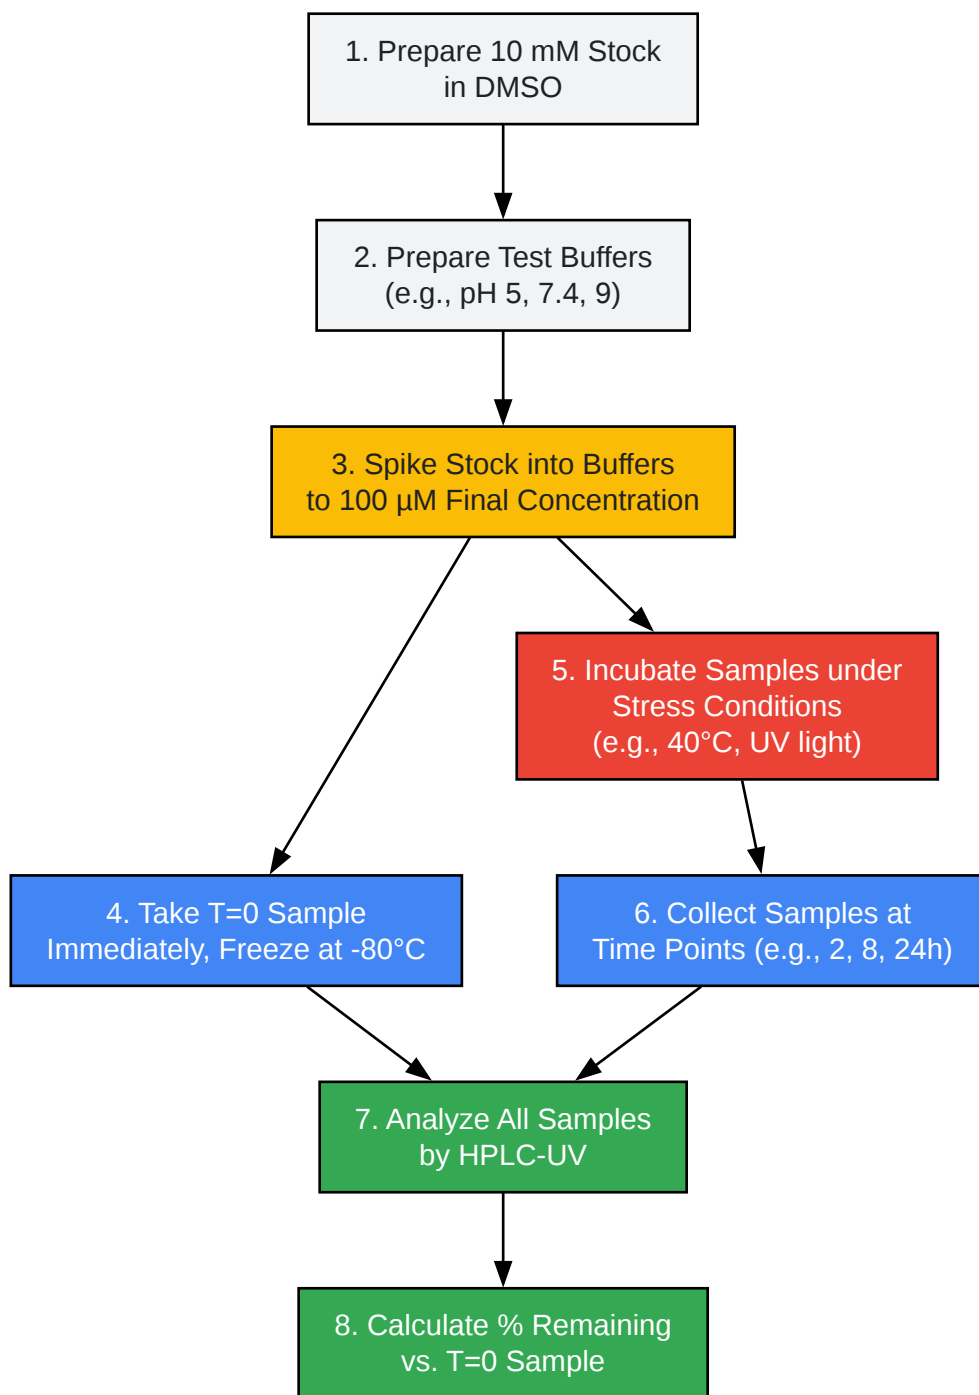 1. Prepare 10 mM Stock
in DMSO
2. Prepare Test Buffers
(e.g., pH 5, 7.4, 9)
3. Spike Stock into Buffers
to 100 µM Final Concentration
5. Incubate Samples under
Stress Conditions
(e.g., 40°C, UV light)
4. Take T=0 Sample
Immediately, Freeze at -80°C
6. Collect Samples at
Time Points (e.g., 2, 8, 24h)
7. Analyze All Samples
by HPLC-UV
8. Calculate % Remaining
vs. T=0 Sample